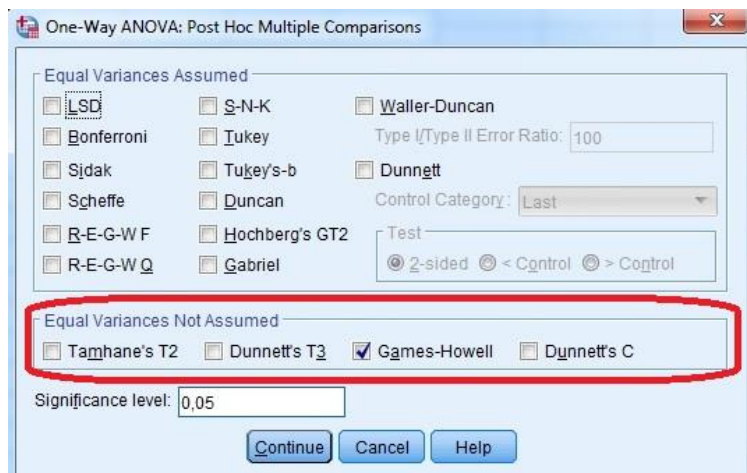 One-Way ANOVA: Post Hoc Multiple Comparisons
Equal Variances Assumed
LSD S-N-K Waller-Duncan
Bonferroni Tukey Type I/Type II Error Ratio: 100
Sidak Tukey's-b Dunnett
Scheffe Duncan Control Category: Last
R-E-G-W F Hochberg's GT2 Test
R-E-G-W Q Gabriel 2-sided < Control > Control
Equal Variances Not Assumed
Tamhane's T2 Dunnett's T3 Games-Howell Dunnett's C
Significance level: 0,05
Continue Cancel Help